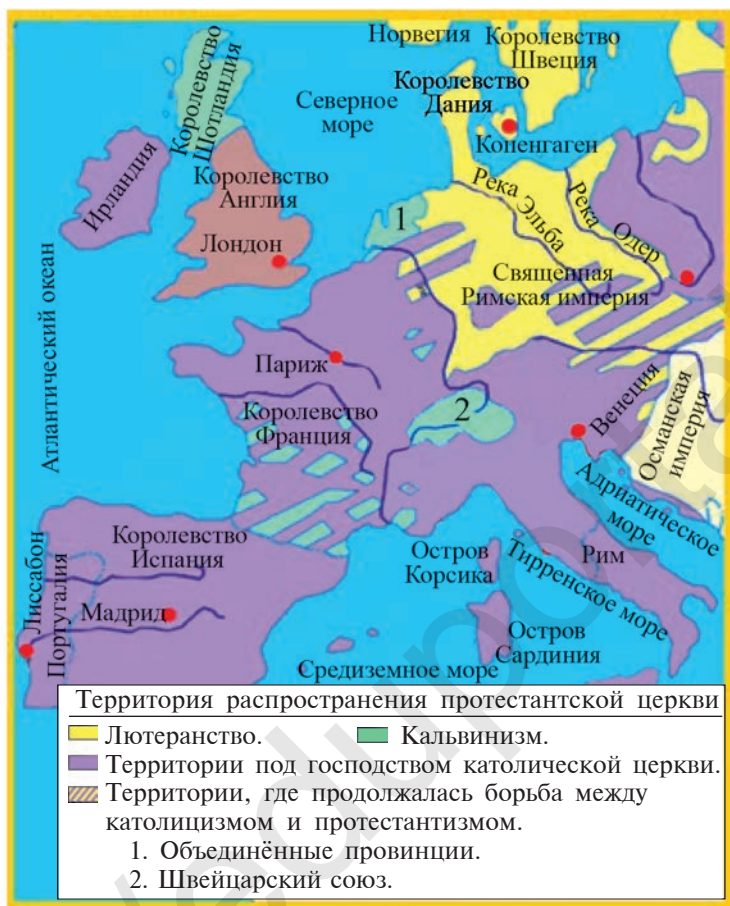 Норвегия
Королевство
Швеция
Королевство
Дания
Северное
море
Копенгаген
Королевство
Шотландия
Ирландия
Королевство
Англия
Лондон
1
Река Эльба
Река Одер
Священная
Римская империя
Атлантический океан
Париж
Королевство
Франция
2
Венеция
Османская
империя
Адриатическое
море
Королевство
Испания
Остров
Корсика
Тирренское море
Рим
Лиссабон
Португалия
Мадрид
Остров
Сардиния
Средиземное море
Территория распространения протестантской церкви
Лютеранство. Кальвинизм.
Территории под господством католической церкви.
Территории, где продолжалась борьба между
католицизмом и протестантизмом.
1. Объединённые провинции.
2. Швейцарский союз.